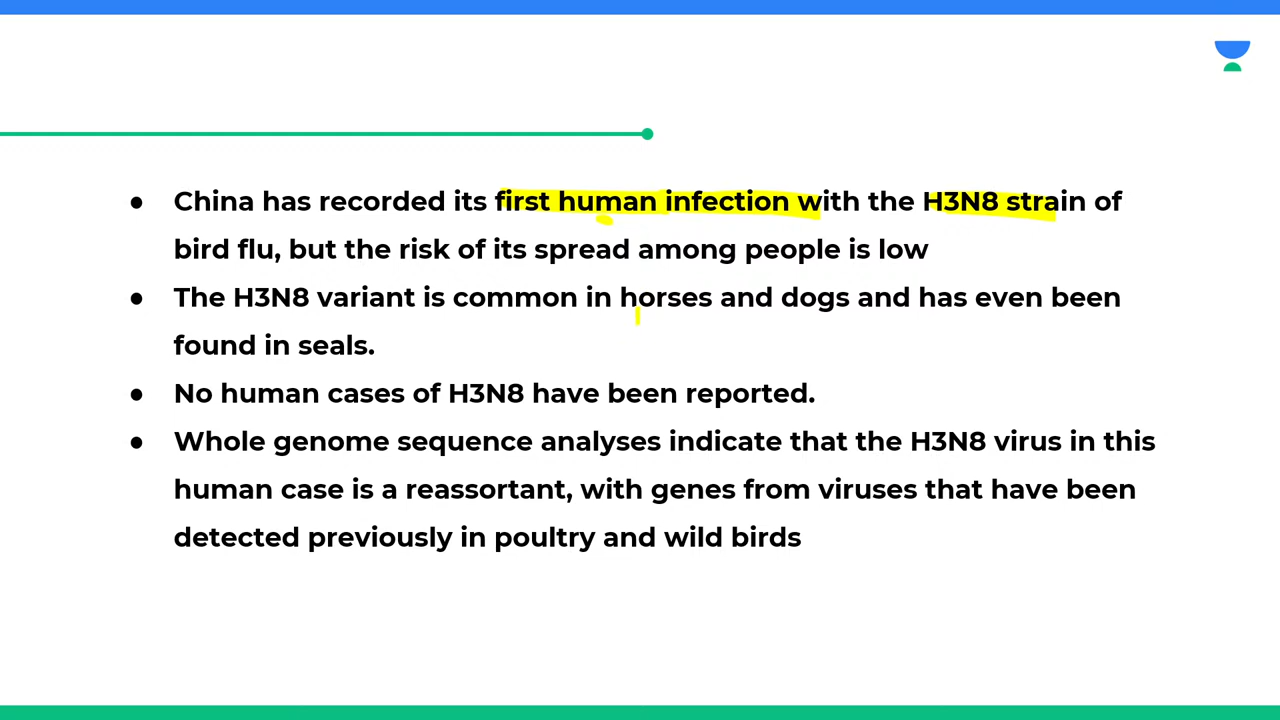 ● China has recorded its first human infection with the H3N8 strain of
bird flu, but the risk of its spread among people is low
● The H3N8 variant is common in horses and dogs and has even been
found in seals.
● No human cases of H3N8 have been reported.
● Whole genome sequence analyses indicate that the H3N8 virus in this
human case is a reassortant, with genes from viruses that have been
detected previously in poultry and wild birds